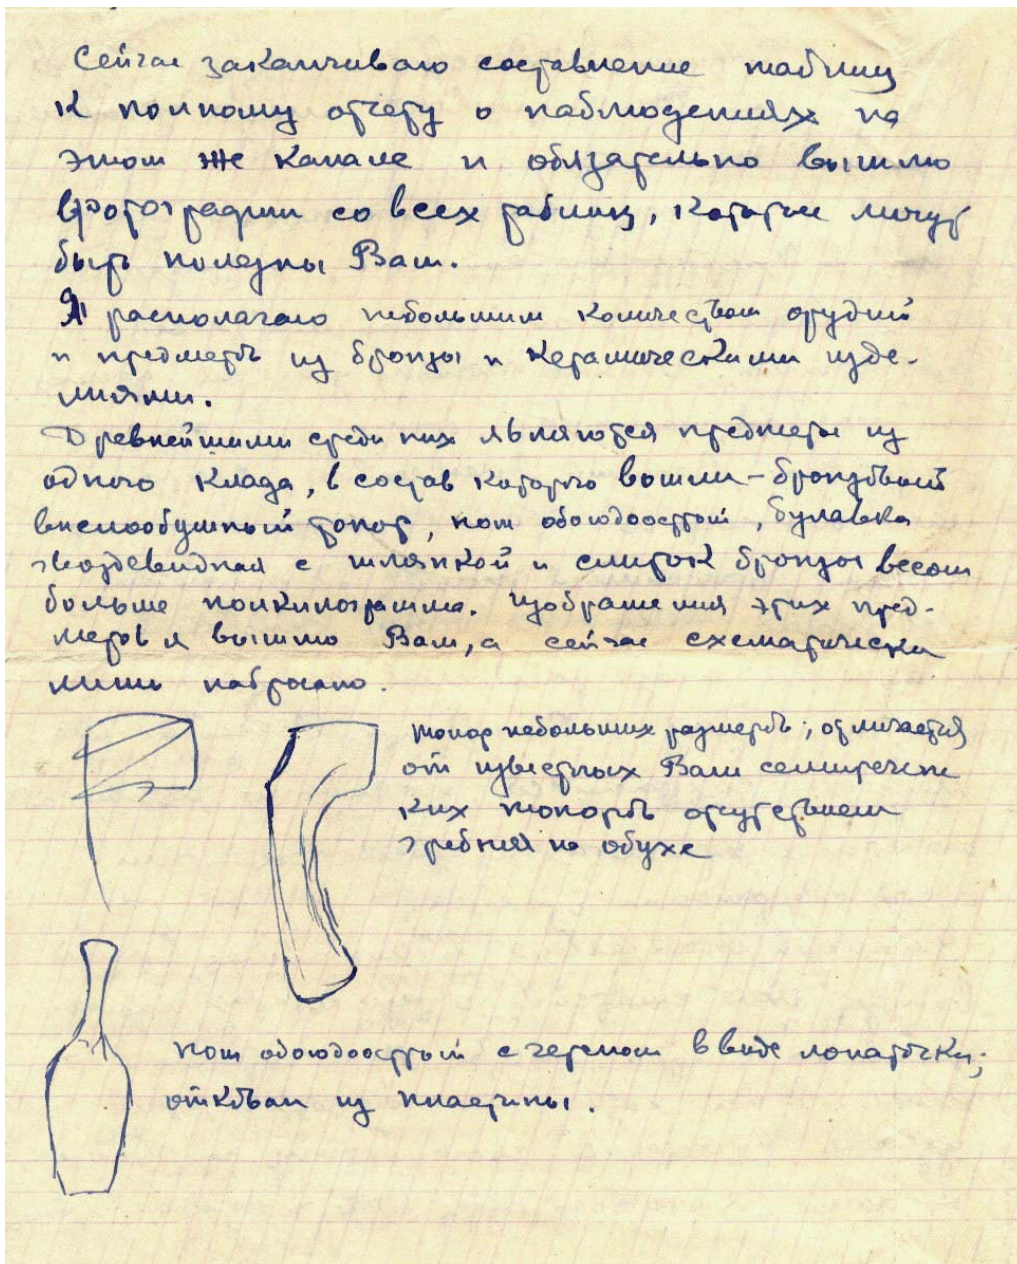 Сейчас заканчиваю составление таблиц
к полному отчету о наблюдениях на
этом же канале и обязательно вышлю
фотографии со всех таблиц, которые могут
быть полезны Вам.
Я располагаю небольшим количеством орудий
и предметов из бронзы и керамическими изде-
лиями.
Древнейшими среди них являются предметы из
одного клада, в состав которого вошли – бронзовый
вислообушный топор, нож обоюдоострый, булавка
гвоздевидная с шляпкой и слиток бронзы весом
больше полкилограмма. Изображения этих пред-
метов я вышлю Вам, а сейчас схематически
лишь набросаю.
топор небольших размеров; отличается
от известных Вам семиреченс
ких топоров отсутствием
гребня на обухе
нож обоюдоострый с череном в виде лопаточки;
откован из пластины.